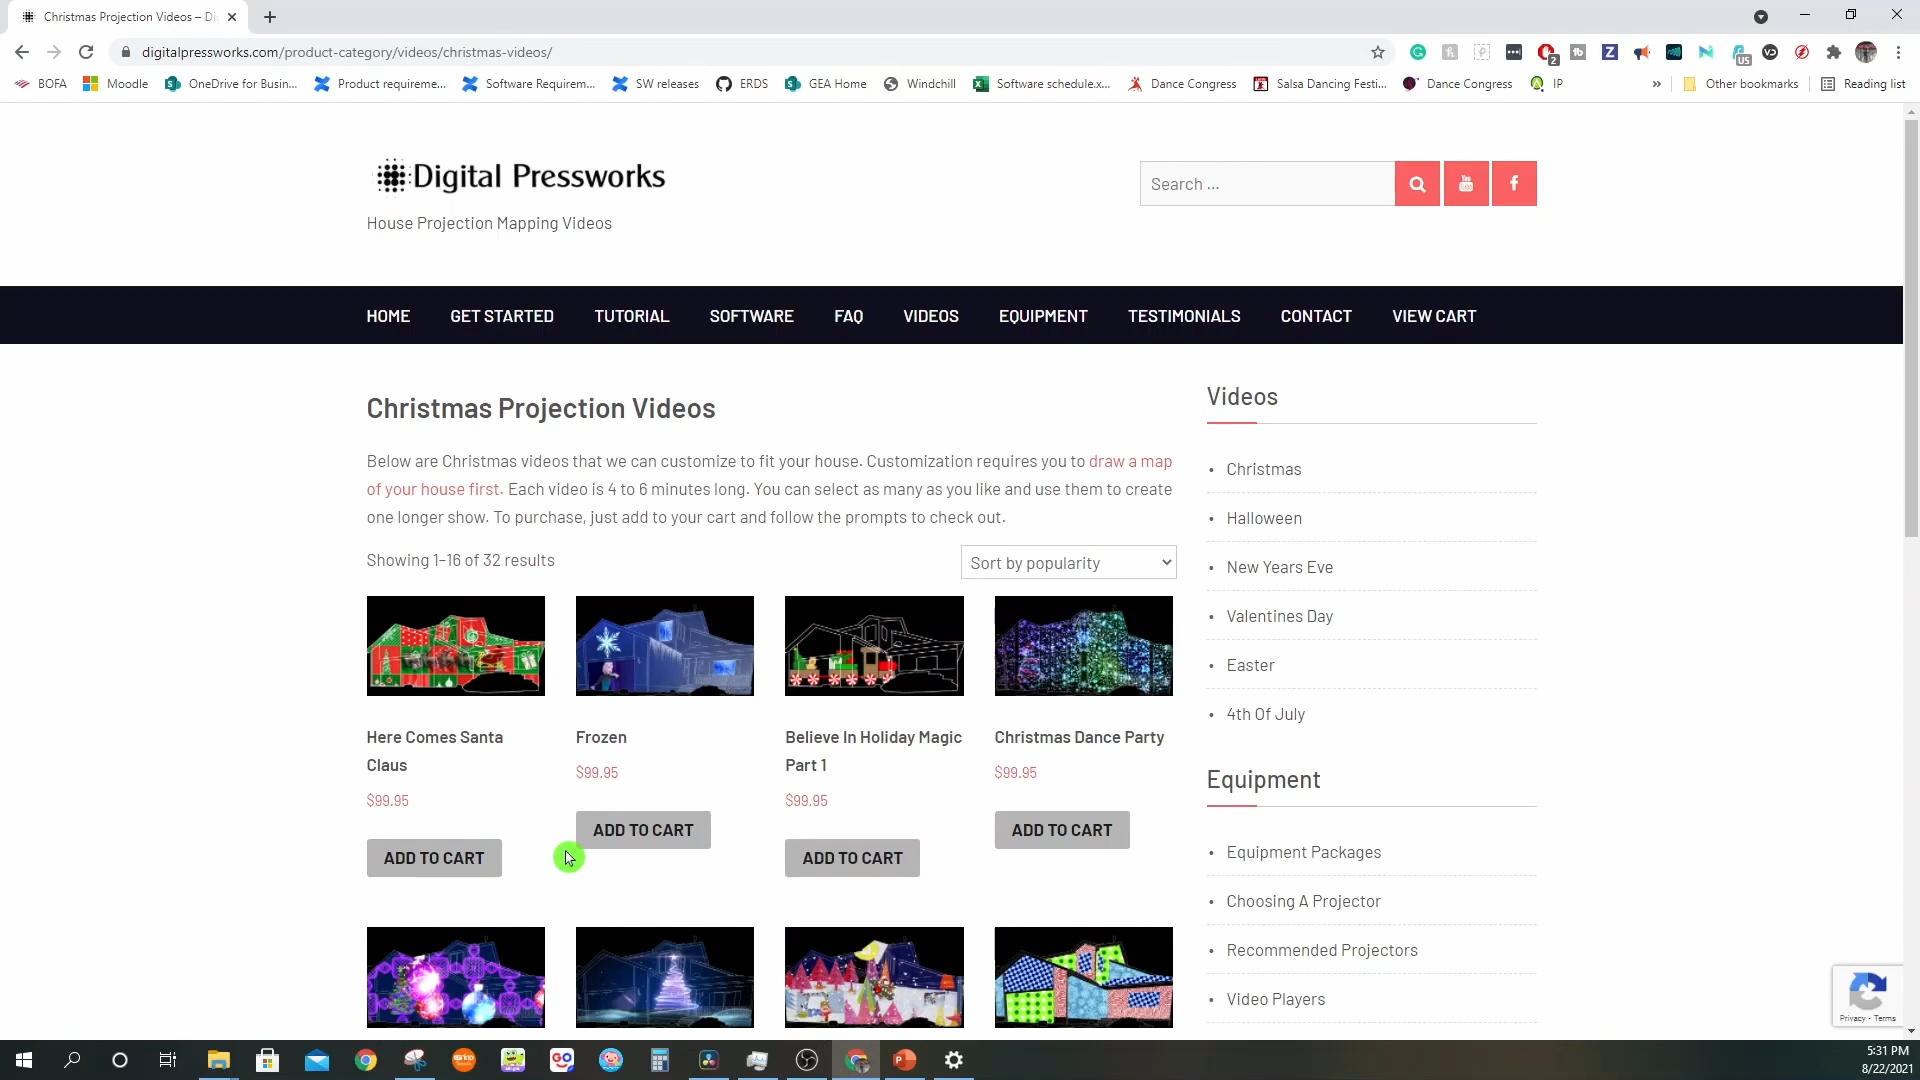 Christmas Projection Videos – Di
digitalpressworks.com/product-category/videos/christmas-videos/
2
US
BOFA
Moodle
OneDrive for Busin...
Product requireme...
Software Requirem...
SW releases
ERDS
GEA Home
Windchill
Software schedule.x...
Dance Congress
Salsa Dancing Festi...
Dance Congress
IP
»
Other bookmarks
Reading list
Digital Pressworks
House Projection Mapping Videos
Search ...
HOME
GET STARTED
TUTORIAL
SOFTWARE
FAQ
VIDEOS
EQUIPMENT
TESTIMONIALS
CONTACT
VIEW CART
Christmas Projection Videos
Below are Christmas videos that we can customize to fit your house. Customization requires you to draw a map
of your house first. Each video is 4 to 6 minutes long. You can select as many as you like and use them to create
one longer show. To purchase, just add to your cart and follow the prompts to check out.
Showing 1–16 of 32 results
Sort by popularity
Here Comes Santa
Claus
$99.95
ADD TO CART
Frozen
$99.95
ADD TO CART
Believe In Holiday Magic
Part 1
$99.95
ADD TO CART
Christmas Dance Party
$99.95
ADD TO CART
Videos
• Christmas
• Halloween
• New Years Eve
• Valentines Day
• Easter
• 4th Of July
Equipment
• Equipment Packages
• Choosing A Projector
• Recommended Projectors
• Video Players
Privacy - Terms
5:31 PM
8/22/2021